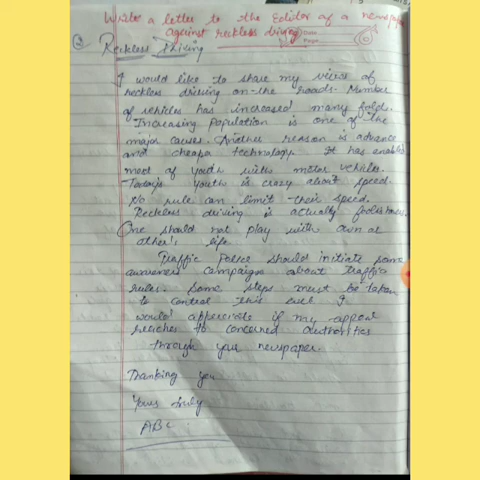 Write a letter to the Editor of a newspap
against reckless driving
Reckless Driving
I would like to share my views of
reckless driving on the roads. Number
of vehicles has increased many folds.
Increasing population is one of the
major causes. Another reason is advance
and cheapa technology. It has enable
most of youth with motor vehicles.
Today's youth is crazy about speed.
No rule can limit their speed.
Reckless driving is actually foolishness.
One should not play with own or
other's life.
Traffic Police should initiate some
awareness campaigns about traffic
rules. Some steps must be taken
to control this evil. I
would appreciate if my appeal
reaches to concerned authorities
through your newspaper.
Thanking you
Yours truly
ABC